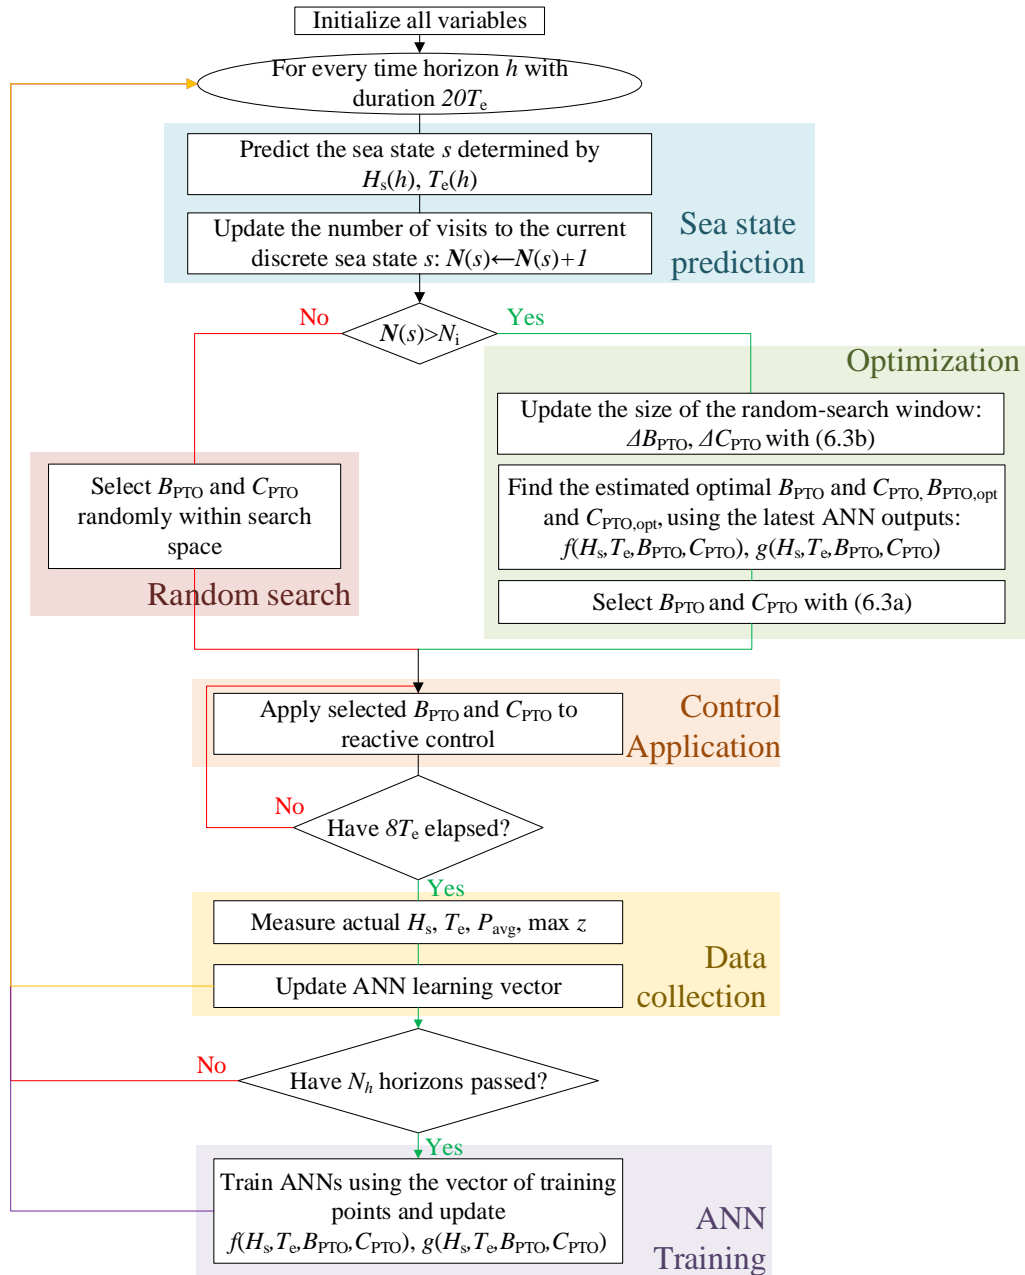 Initialize all variables
For every time horizon h with
duration 20Te
Predict the sea state s determined by
Hs(h), Te(h)
Update the number of visits to the current
discrete sea state s: N(s)←N(s)+1
Sea state
prediction
No
N(s)>Ni
Yes
Optimization
Update the size of the random-search window:
ΔBPTO, ΔCPTO with (6.3b)
Find the estimated optimal BPTO and CPTO, BPTO,opt
and CPTO,opt, using the latest ANN outputs:
f(Hs,Te,BPTO,CPTO), g(Hs,Te,BPTO,CPTO)
Select BPTO and CPTO with (6.3a)
Select BPTO and CPTO
randomly within search
space
Random search
Apply selected BPTO and CPTO to
reactive control
Control
Application
No
Have 8Te elapsed?
Yes
Measure actual Hs, Te, Pavg, max z
Update ANN learning vector
Data
collection
No
Have Nh horizons passed?
Yes
Train ANNs using the vector of training
points and update
f(Hs,Te,BPTO,CPTO), g(Hs,Te,BPTO,CPTO)
ANN
Training